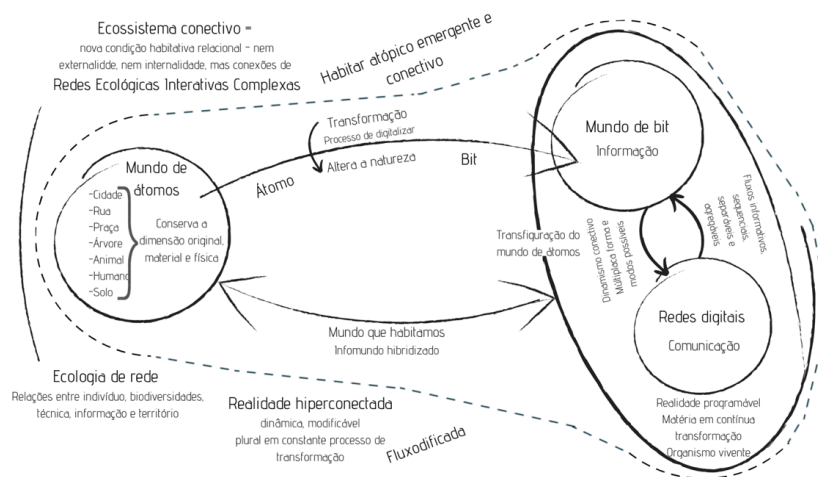 Ecossistema conectivo =
nova condição habitativa relacional - nem
externalidde, nem internalidade, mas conexões de
Redes Ecológicas Interativas Complexas
Habitar atópico emergente e
conectivo
Transformação
Processo de digitalizar
Altera a natureza
Átomo
Bit
Mundo de
átomos
-Cidade
-Rua
-Praça
-Árvore
-Animal
-Humano
-Solo
Conserva a
dimensão original,
material e física
Mundo de bit
Informação
Transfiguração do
mundo de átomos
Dinamismo conectivo
Multiplica forma e
modos possíveis
Fluxos informativos,
sequenciais,
separáveis e
agregáveis
Redes digitais
Comunicação
Realidade programável
Matéria em contínua
transformação
Organismo vivente
Mundo que habitamos
Infomundo hibridizado
Ecologia de rede
Relações entre indivíduo, biodiversidades,
técnica, informação e território
Realidade hiperconectada
dinâmica, modificável
plural em constante processo de
transformação
Fluxodificada